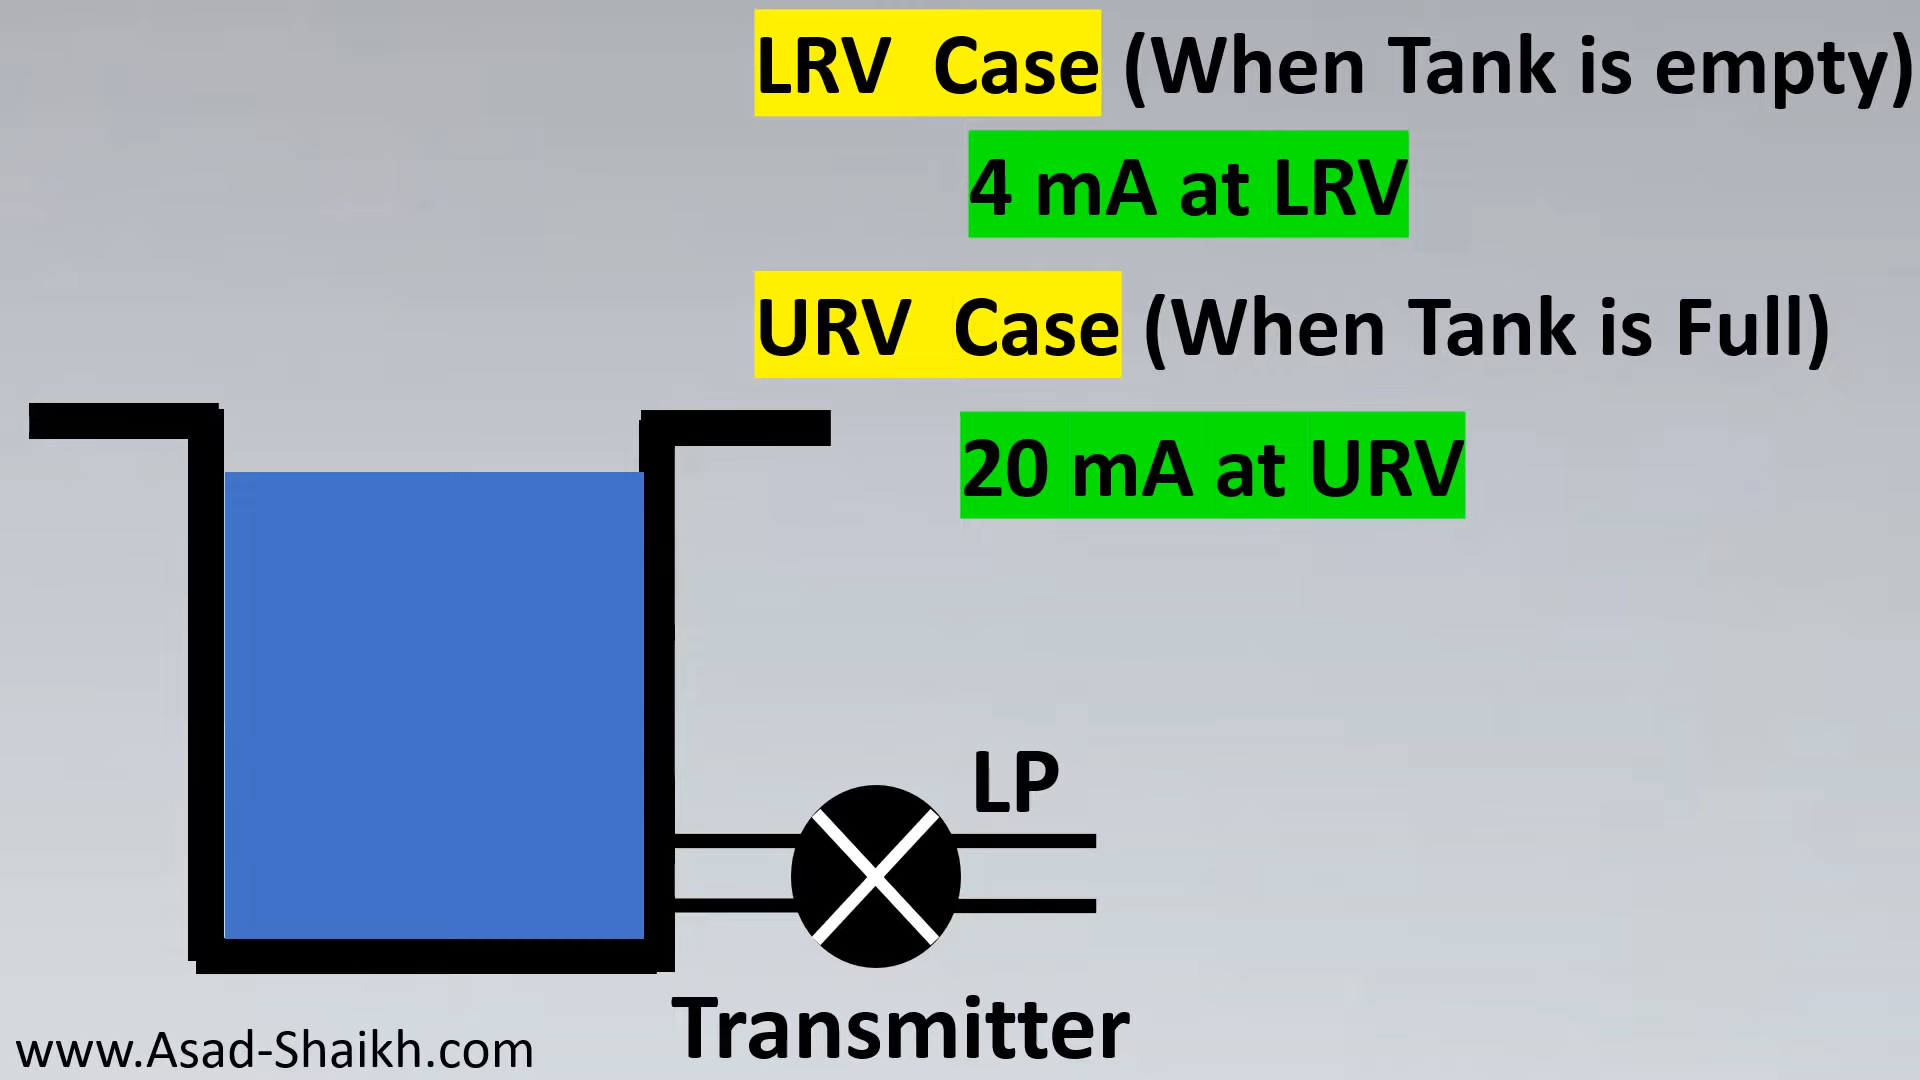 LRV Case (When Tank is empty)
4 mA at LRV
URV Case (When Tank is Full)
20 mA at URV
LP
Transmitter
www.Asad-Shaikh.com